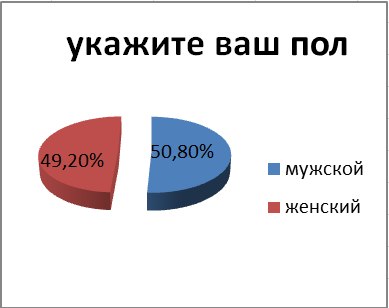 укажите ваш пол
49,20%
50,80%
мужской
женский